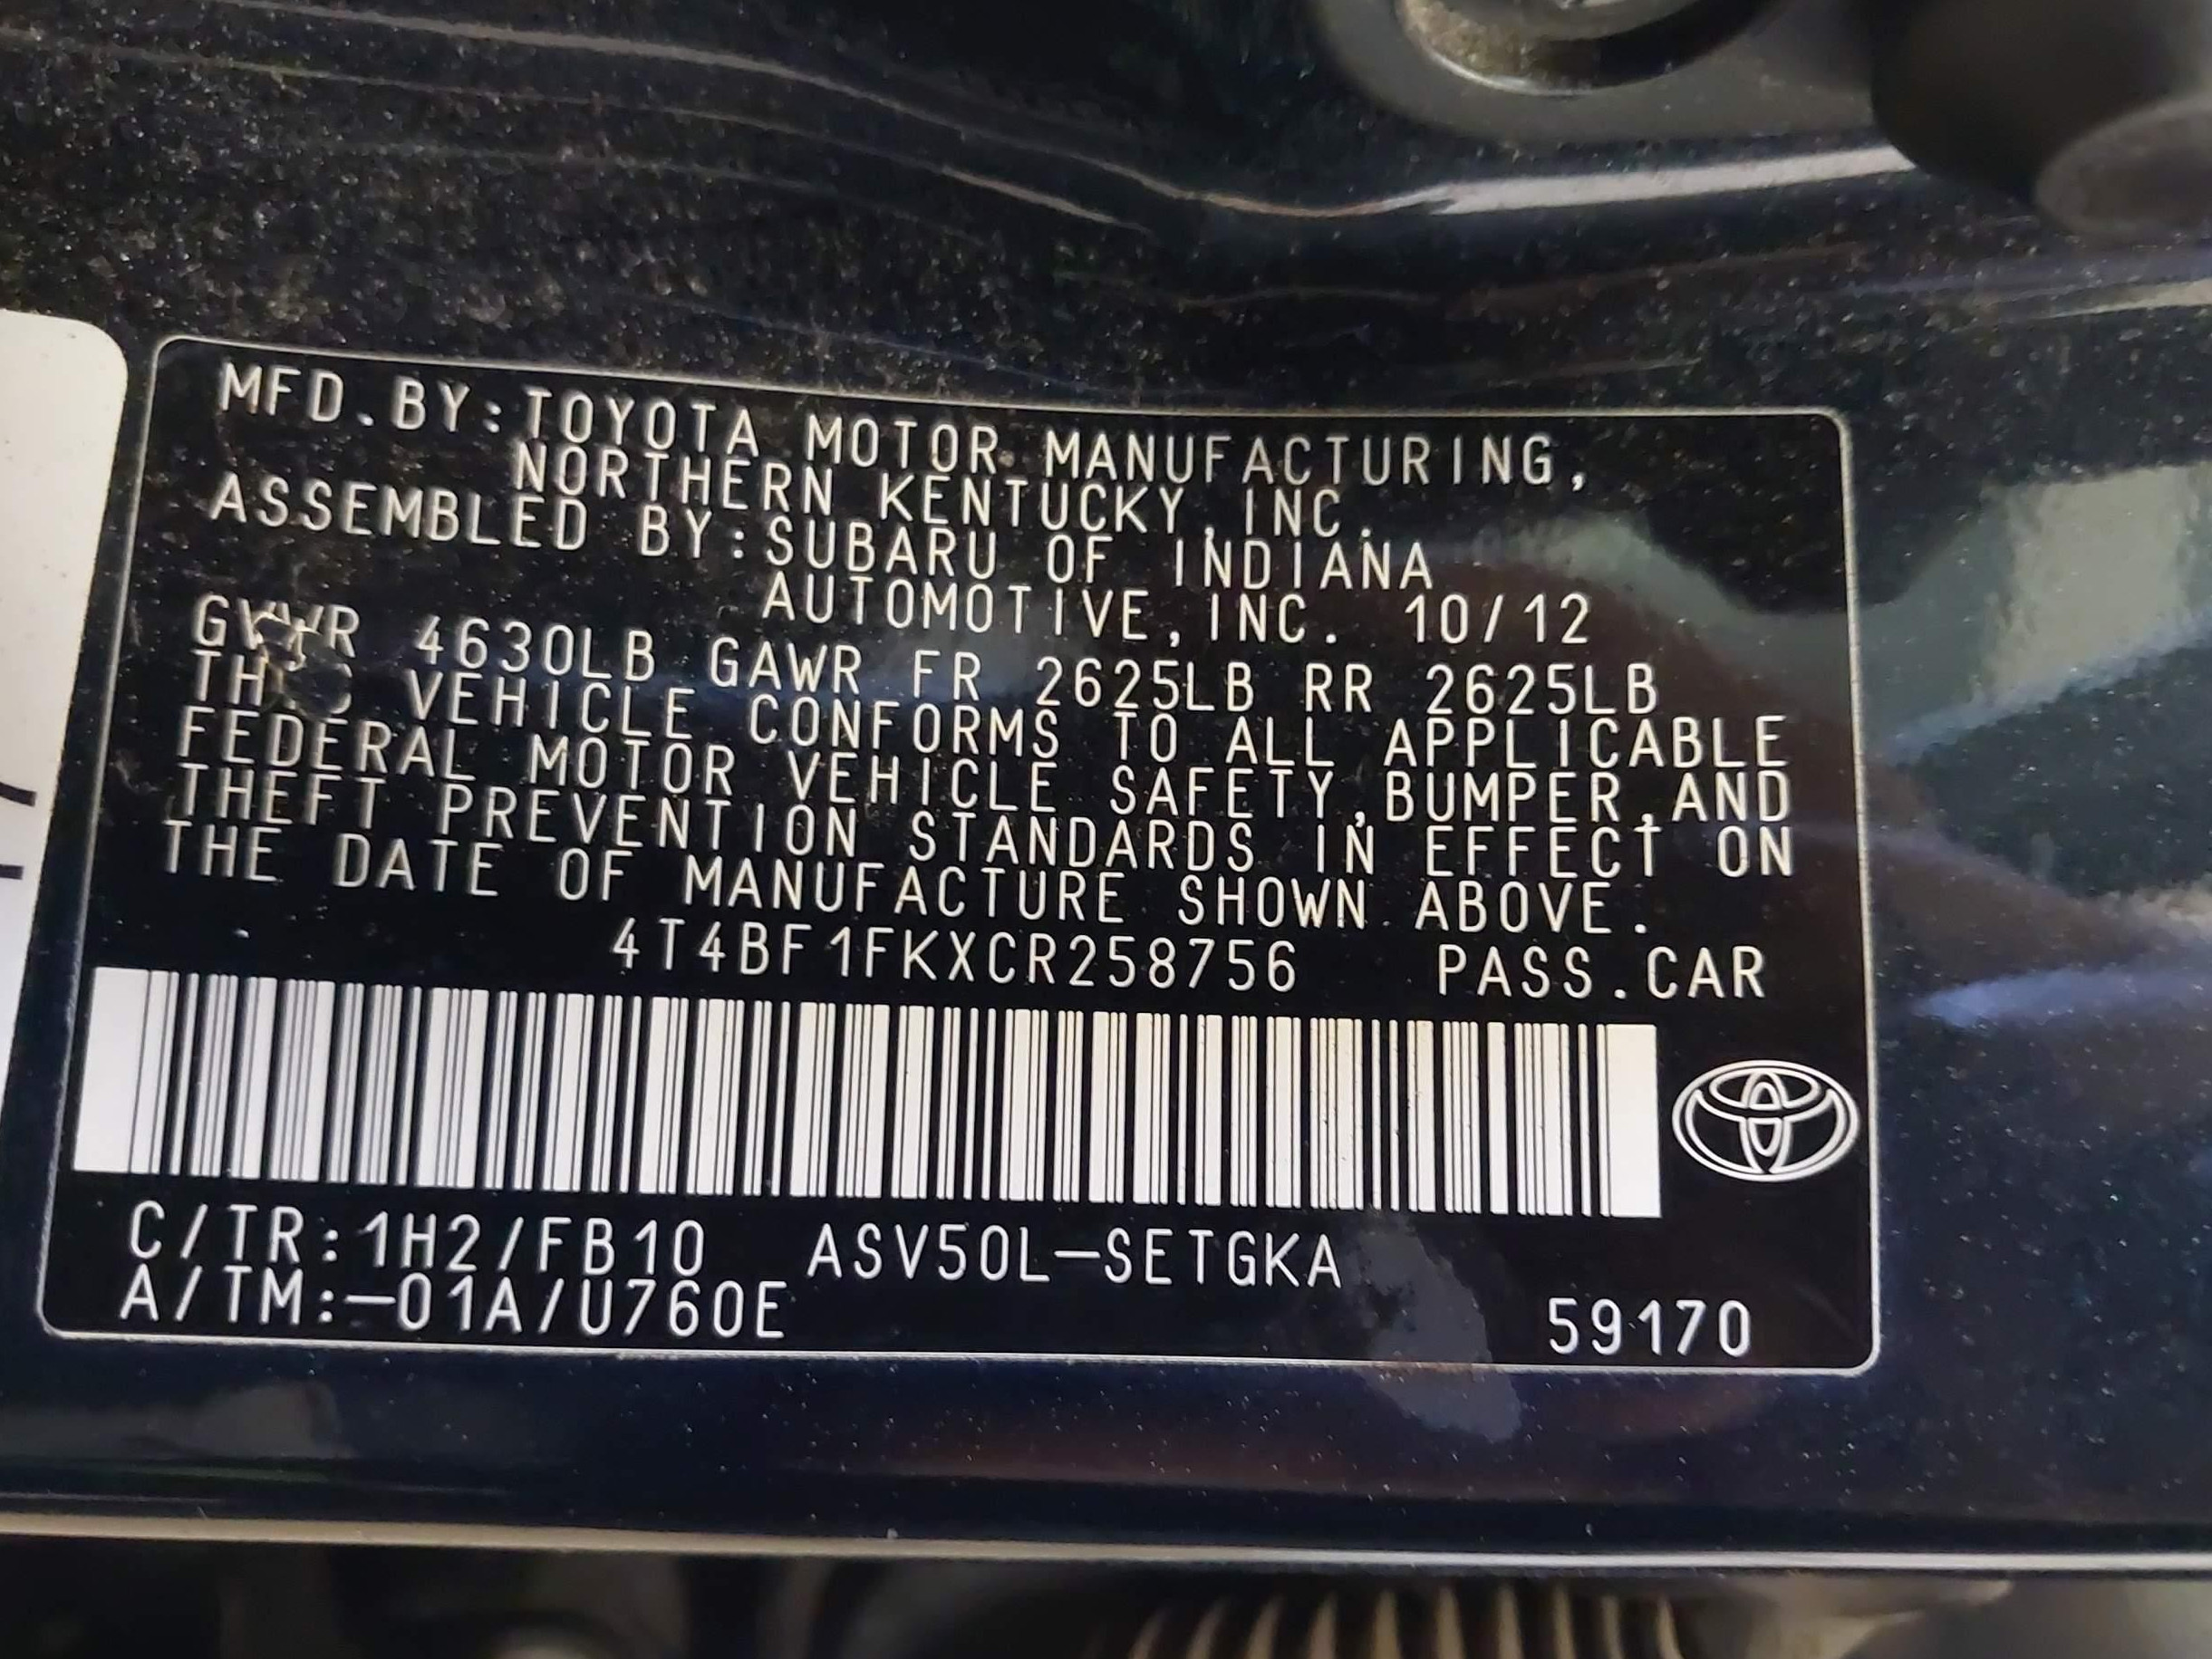 MFD.BY:TOYOTA MOTOR MANUFACTURING,
NORTHERN KENTUCKY,INC.
ASSEMBLED BY:SUBARU OF INDIANA
AUTOMOTIVE,INC. 10/12
GVWR 4630LB GAWR FR 2625LB RR 2625LB
THIS VEHICLE CONFORMS TO ALL APPLICABLE
FEDERAL MOTOR VEHICLE SAFETY,BUMPER,AND
THEFT PREVENTION STANDARDS IN EFFECT ON
THE DATE OF MANUFACTURE SHOWN ABOVE.
4T4BF1FKXCR258756 PASS.CAR
C/TR:1H2/FB10 ASV50L-SETGKA
A/TM:-01A/U760E 59170